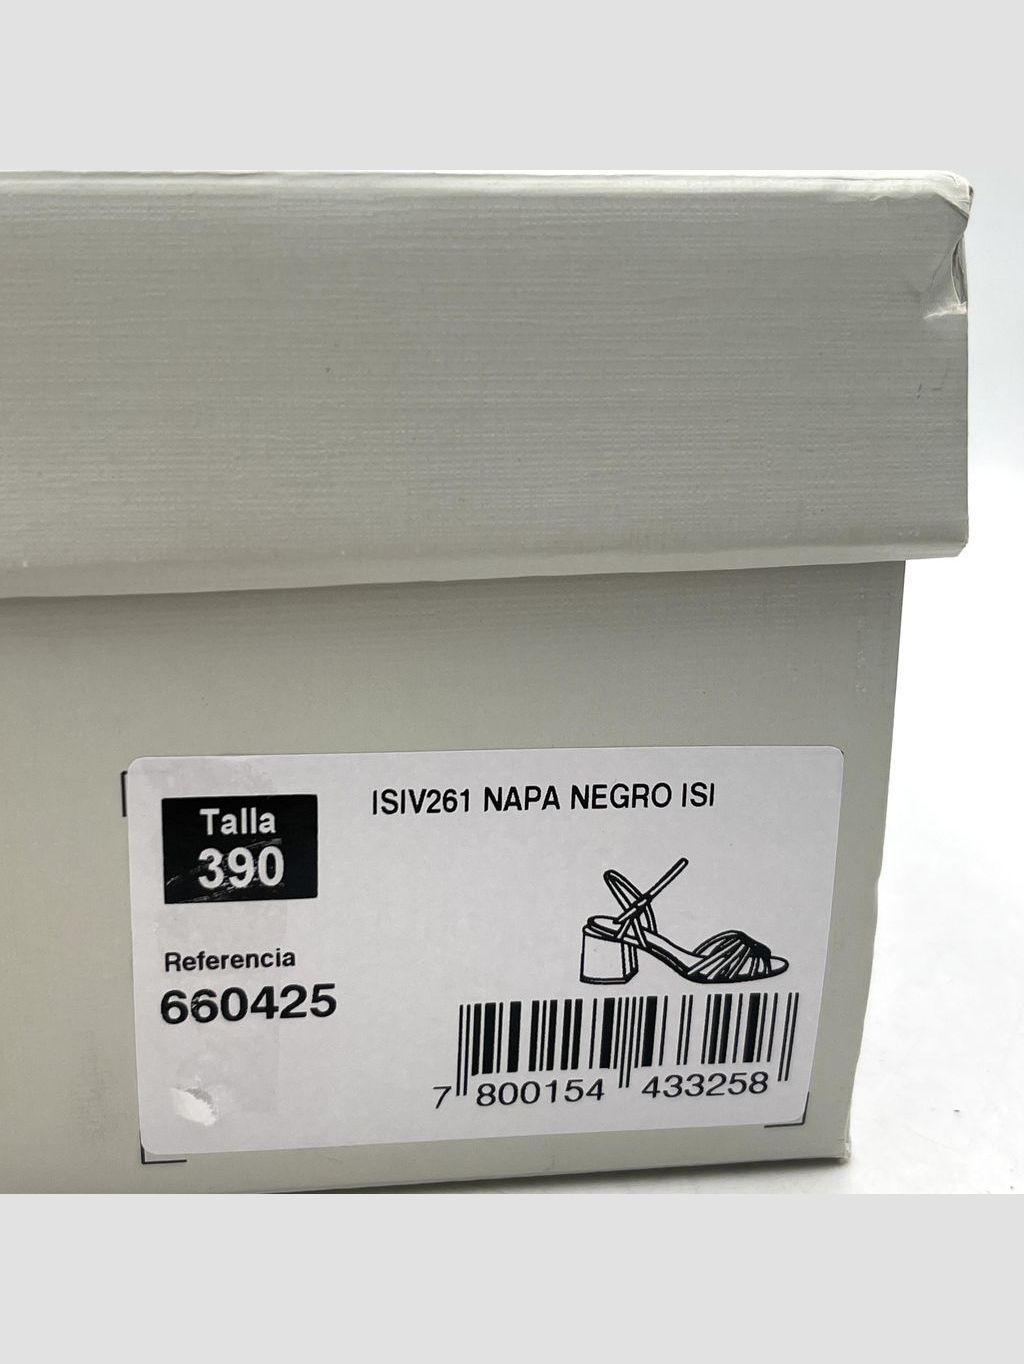 Talla
390
ISIV261 NAPA NEGRO ISI
Referencia
660425
7 800154 433258